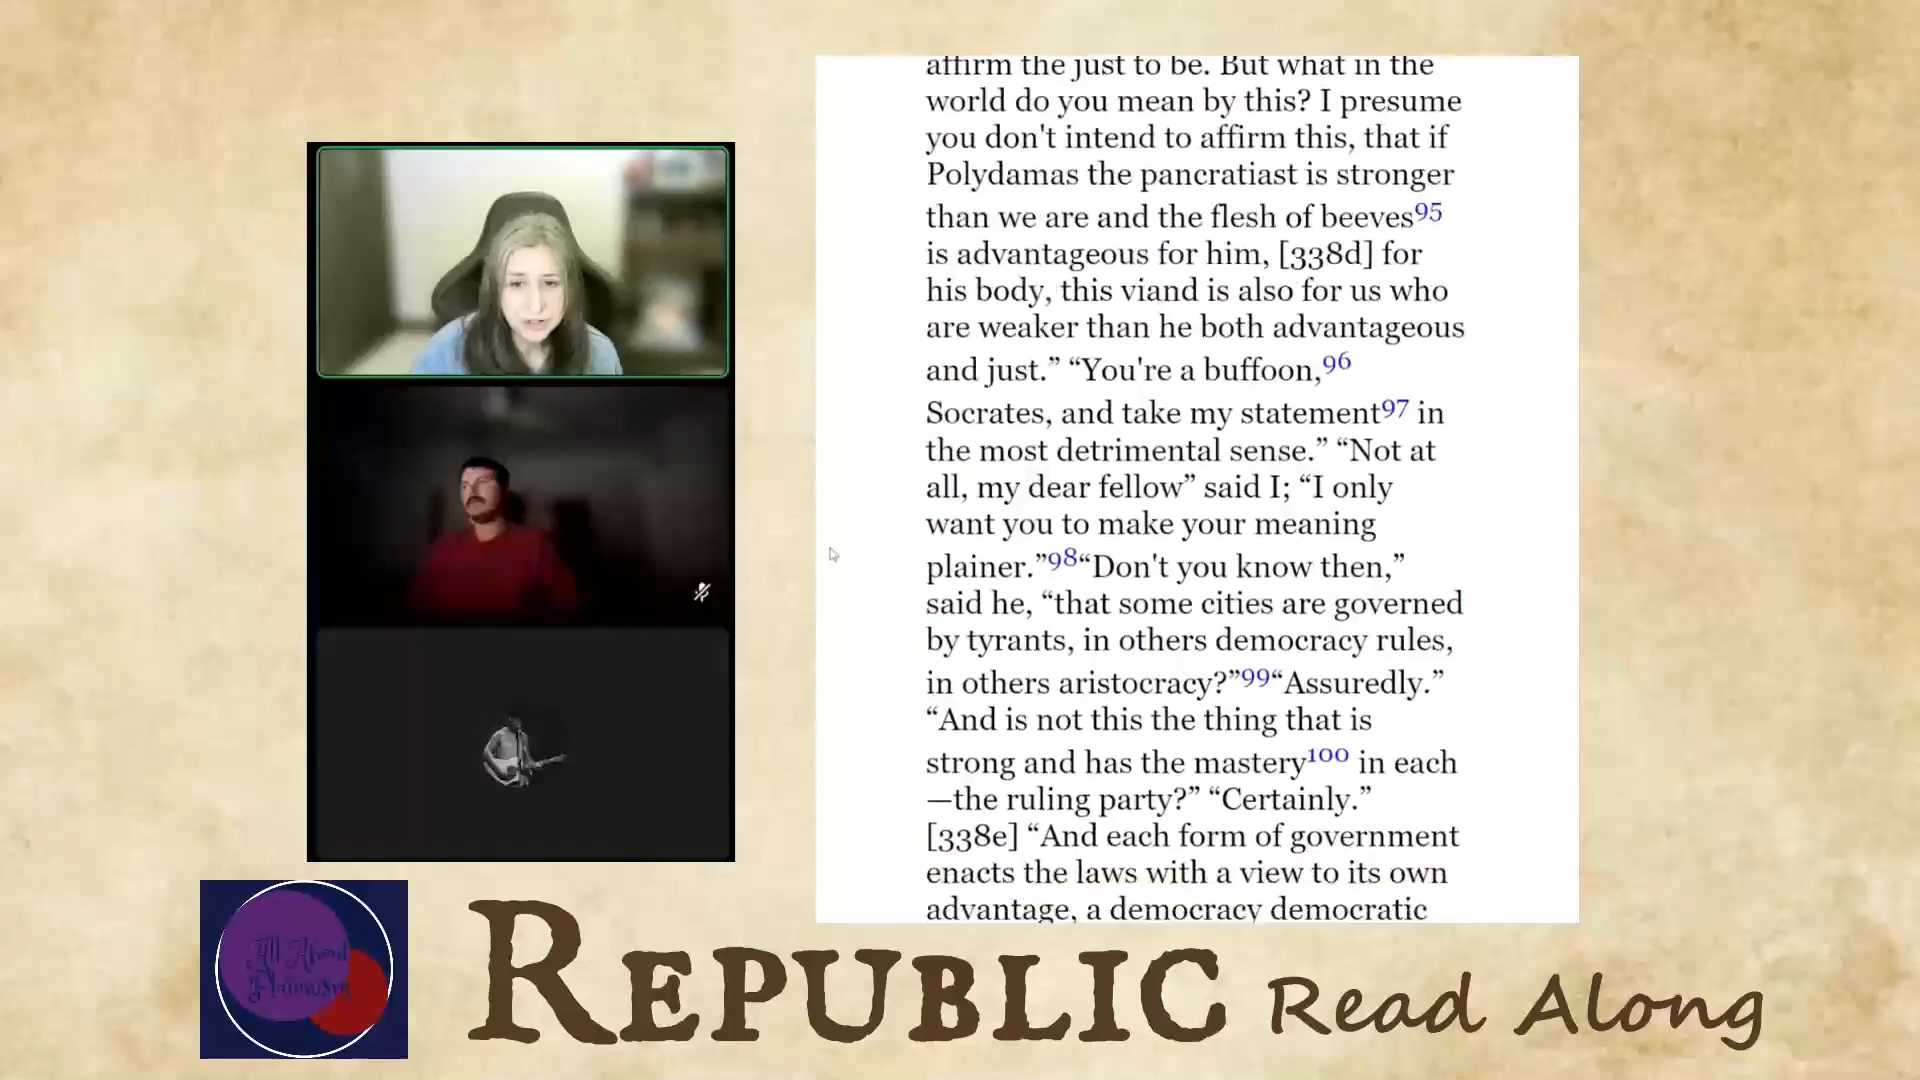 affirm the just to be. But what in the
world do you mean by this? I presume
you don't intend to affirm this, that if
Polydamas the pancratiast is stronger
than we are and the flesh of beeves95
is advantageous for him, [338d] for
his body, this viand is also for us who
are weaker than he both advantageous
and just.” “You're a buffoon,96
Socrates, and take my statement97 in
the most detrimental sense.” “Not at
all, my dear fellow” said I; “I only
want you to make your meaning
plainer.”98“Don't you know then,”
said he, “that some cities are governed
by tyrants, in others democracy rules,
in others aristocracy?”99“Assuredly.”
“And is not this the thing that is
strong and has the mastery100 in each
—the ruling party?” “Certainly.”
[338e] “And each form of government
enacts the laws with a view to its own
advantage, a democracy democratic
All About
REPUBLIC Read Along